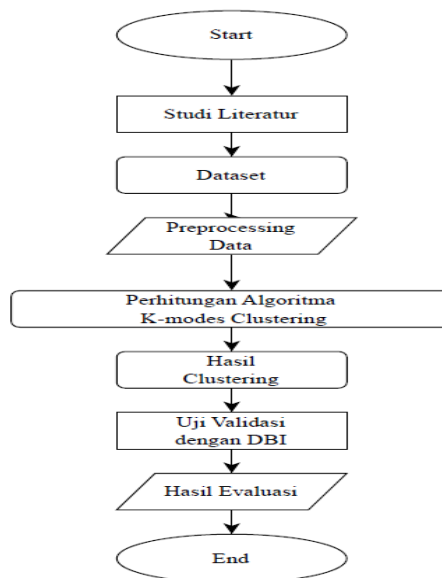 Start
Studi Literatur
Dataset
Preprocessing
Data
Perhitungan Algoritma
K-modes Clustering
Hasil
Clustering
Uji Validasi
dengan DBI
Hasil Evaluasi
End